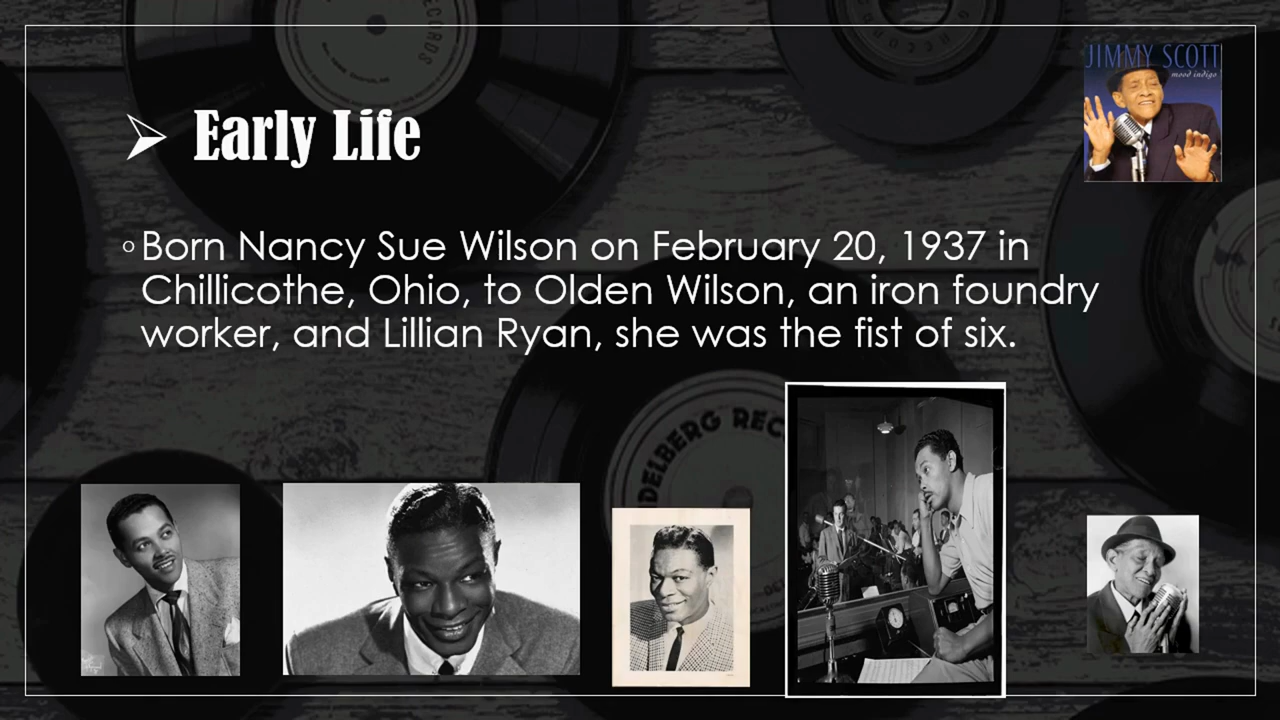 RECORDS
JIMMY SCOTT
mood indigo
➢ Early Life
◦Born Nancy Sue Wilson on February 20, 1937 in
Chillicothe, Ohio, to Olden Wilson, an iron foundry
worker, and Lillian Ryan, she was the fist of six.
DELBERG REC